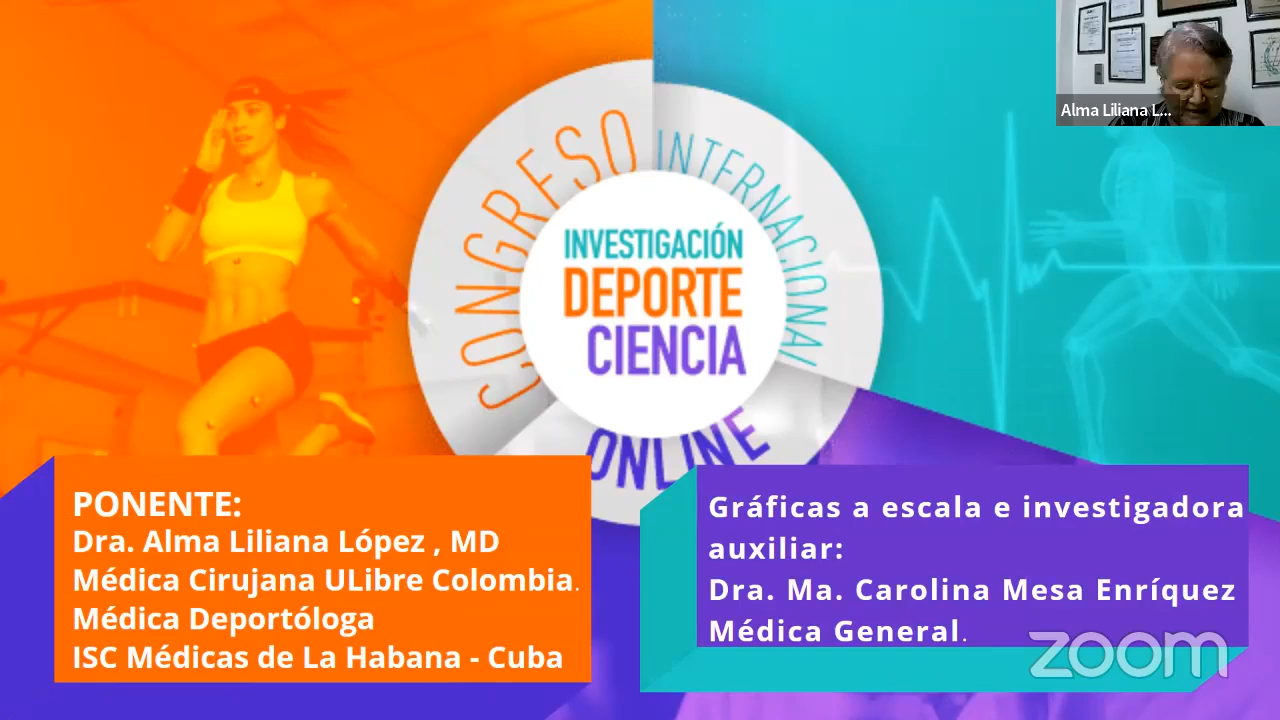 Alma Liliana L...
CONGRESO
INTERNACIONAL
INVESTIGACIÓN
DEPORTE
CIENCIA
ONLINE
PONENTE:
Dra. Alma Liliana López , MD
Médica Cirujana ULibre Colombia.
Médica Deportóloga
ISC Médicas de La Habana - Cuba
Gráficas a escala e investigadora
auxiliar:
Dra. Ma. Carolina Mesa Enríquez
Médica General.
zoom